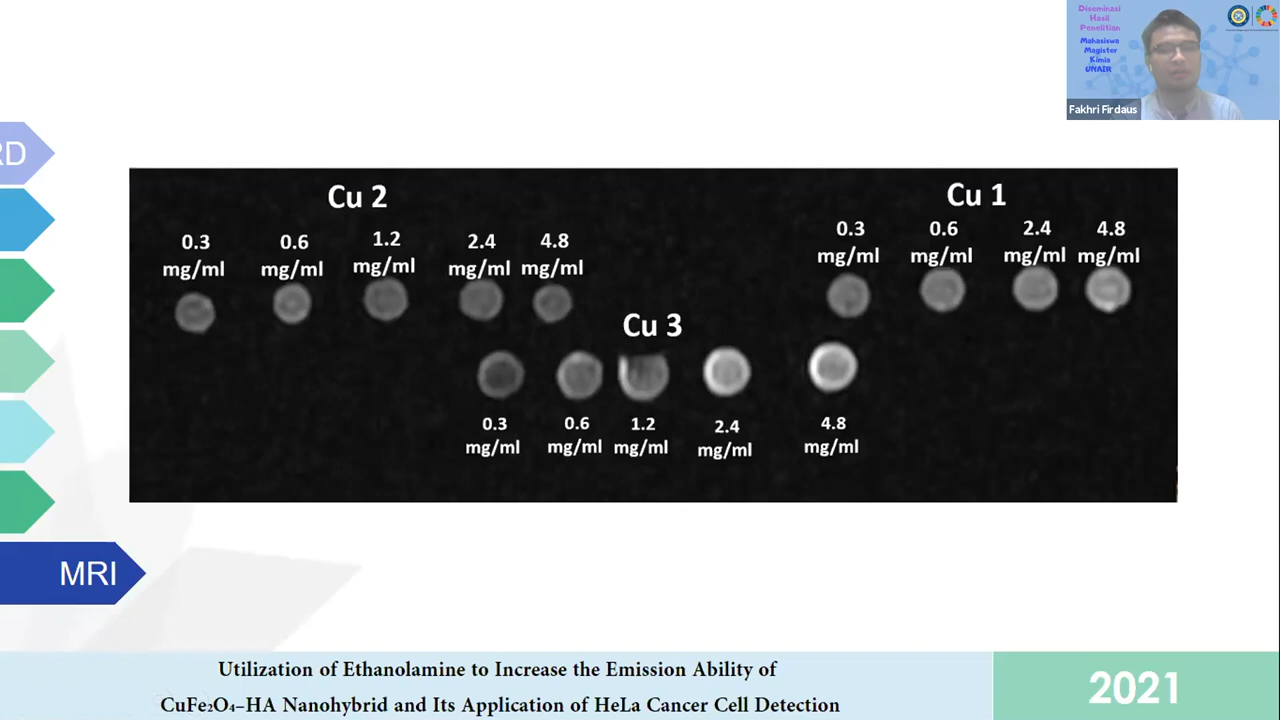 Diseminasi
Hasil
Penelitian
Mahasiswa
Magister
Kimia
UNAIR
Fakhri Firdaus
RD
Cu 2
Cu 1
0.3
mg/ml
0.6
mg/ml
1.2
mg/ml
2.4
mg/ml
4.8
mg/ml
0.3
mg/ml
0.6
mg/ml
2.4
mg/ml
4.8
mg/ml
Cu 3
0.3
mg/ml
0.6
mg/ml
1.2
mg/ml
2.4
mg/ml
4.8
mg/ml
MRI
Utilization of Ethanolamine to Increase the Emission Ability of
CuFe₂O₄–HA Nanohybrid and Its Application of HeLa Cancer Cell Detection
2021